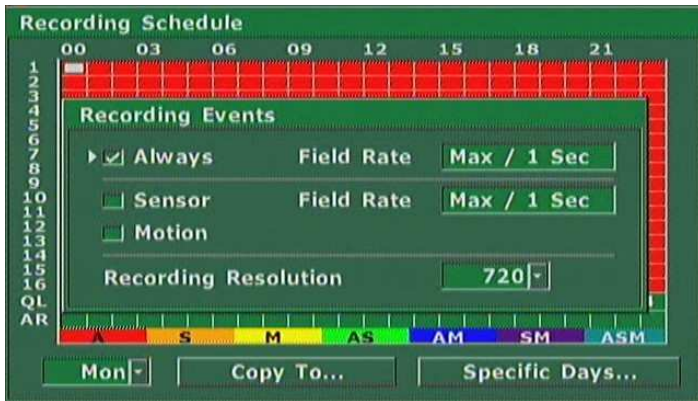 Recording Schedule
00 03 06 09 12 15 18 21
1
2
3
4
5
6
7
8
9
10
11
12
13
14
15
16
QL
AR
Recording Events
Always Field Rate Max / 1 Sec
Sensor Field Rate Max / 1 Sec
Motion
Recording Resolution 720
A S M AS AM SM ASM
Mon Copy To... Specific Days...